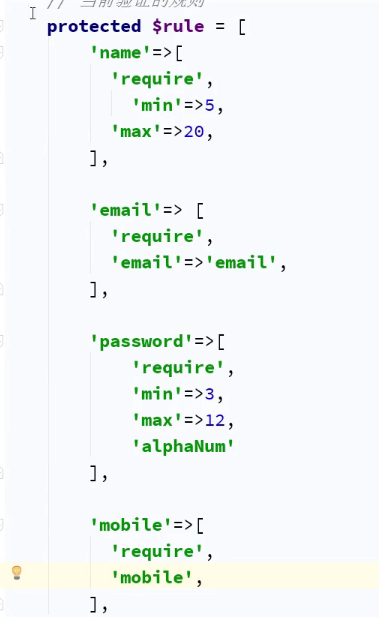 // 当前验证的规则
protected $rule = [
'name'=>[
'require',
'min'=>5,
'max'=>20,
],
'email'=> [
'require',
'email'=>'email',
],
'password'=>[
'require',
'min'=>3,
'max'=>12,
'alphaNum'
],
'mobile'=>[
'require',
'mobile',
],